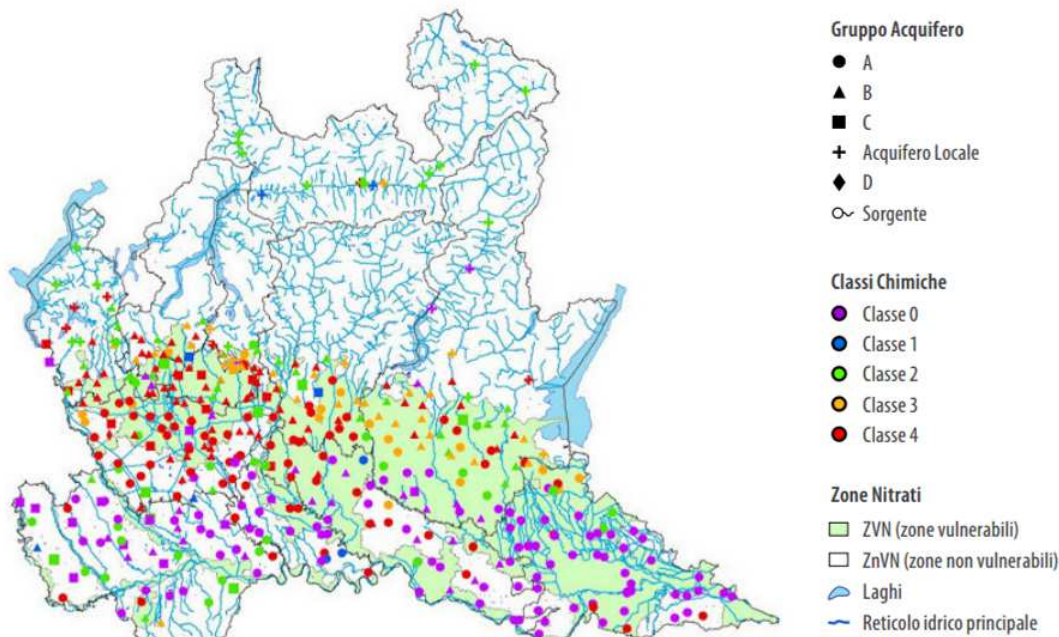 Gruppo Acquifero
A
B
C
Acquifero Locale
D
Sorgente
Classi Chimiche
Classe 0
Classe 1
Classe 2
Classe 3
Classe 4
Zone Nitrati
ZVN (zone vulnerabili)
ZnVN (zone non vulnerabili)
Laghi
Reticolo idrico principale